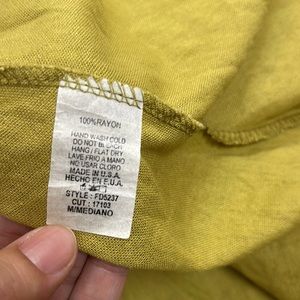 100%RAYON
HAND WASH COLD
DO NOT BLEACH
HANG / FLAT DRY
LAVE FRIO A MANO
NO USAR CLORO
MADE IN U.S.A
HECHO EN E.U.A.
STYLE : FD5237
CUT : 17103
M/MEDIANO